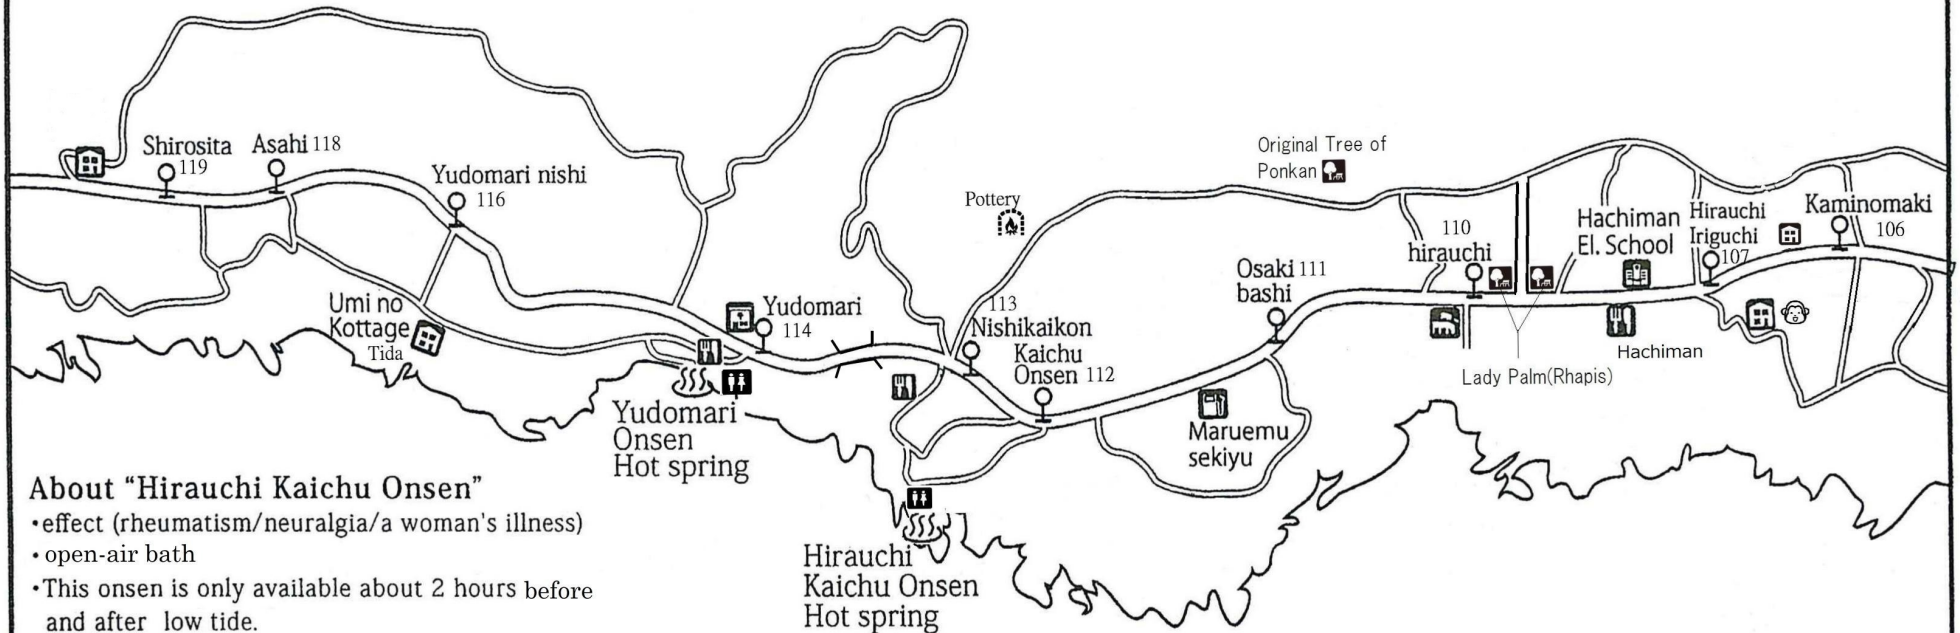 Shirosita
119
Asahi 118
Yudomari nishi
116
Umi no
Kottage
Tida
Yudomari
114
Yudomari
Onsen
Hot spring
Pottery
113
Nishikaikon
Kaichu
Onsen 112
Hirauchi
Kaichu Onsen
Hot spring
Osaki 111
bashi
Maruemu
sekiyu
Original Tree of
Ponkan
110
hirauchi
Lady Palm(Rhapis)
Hachiman
El. School
Hachiman
Hirauchi
Iriguchi
107
Kaminomaki
106
About “Hirauchi Kaichu Onsen”
・effect (rheumatism/neuralgia/a woman's illness)
・open-air bath
・This onsen is only available about 2 hours before
and after low tide.